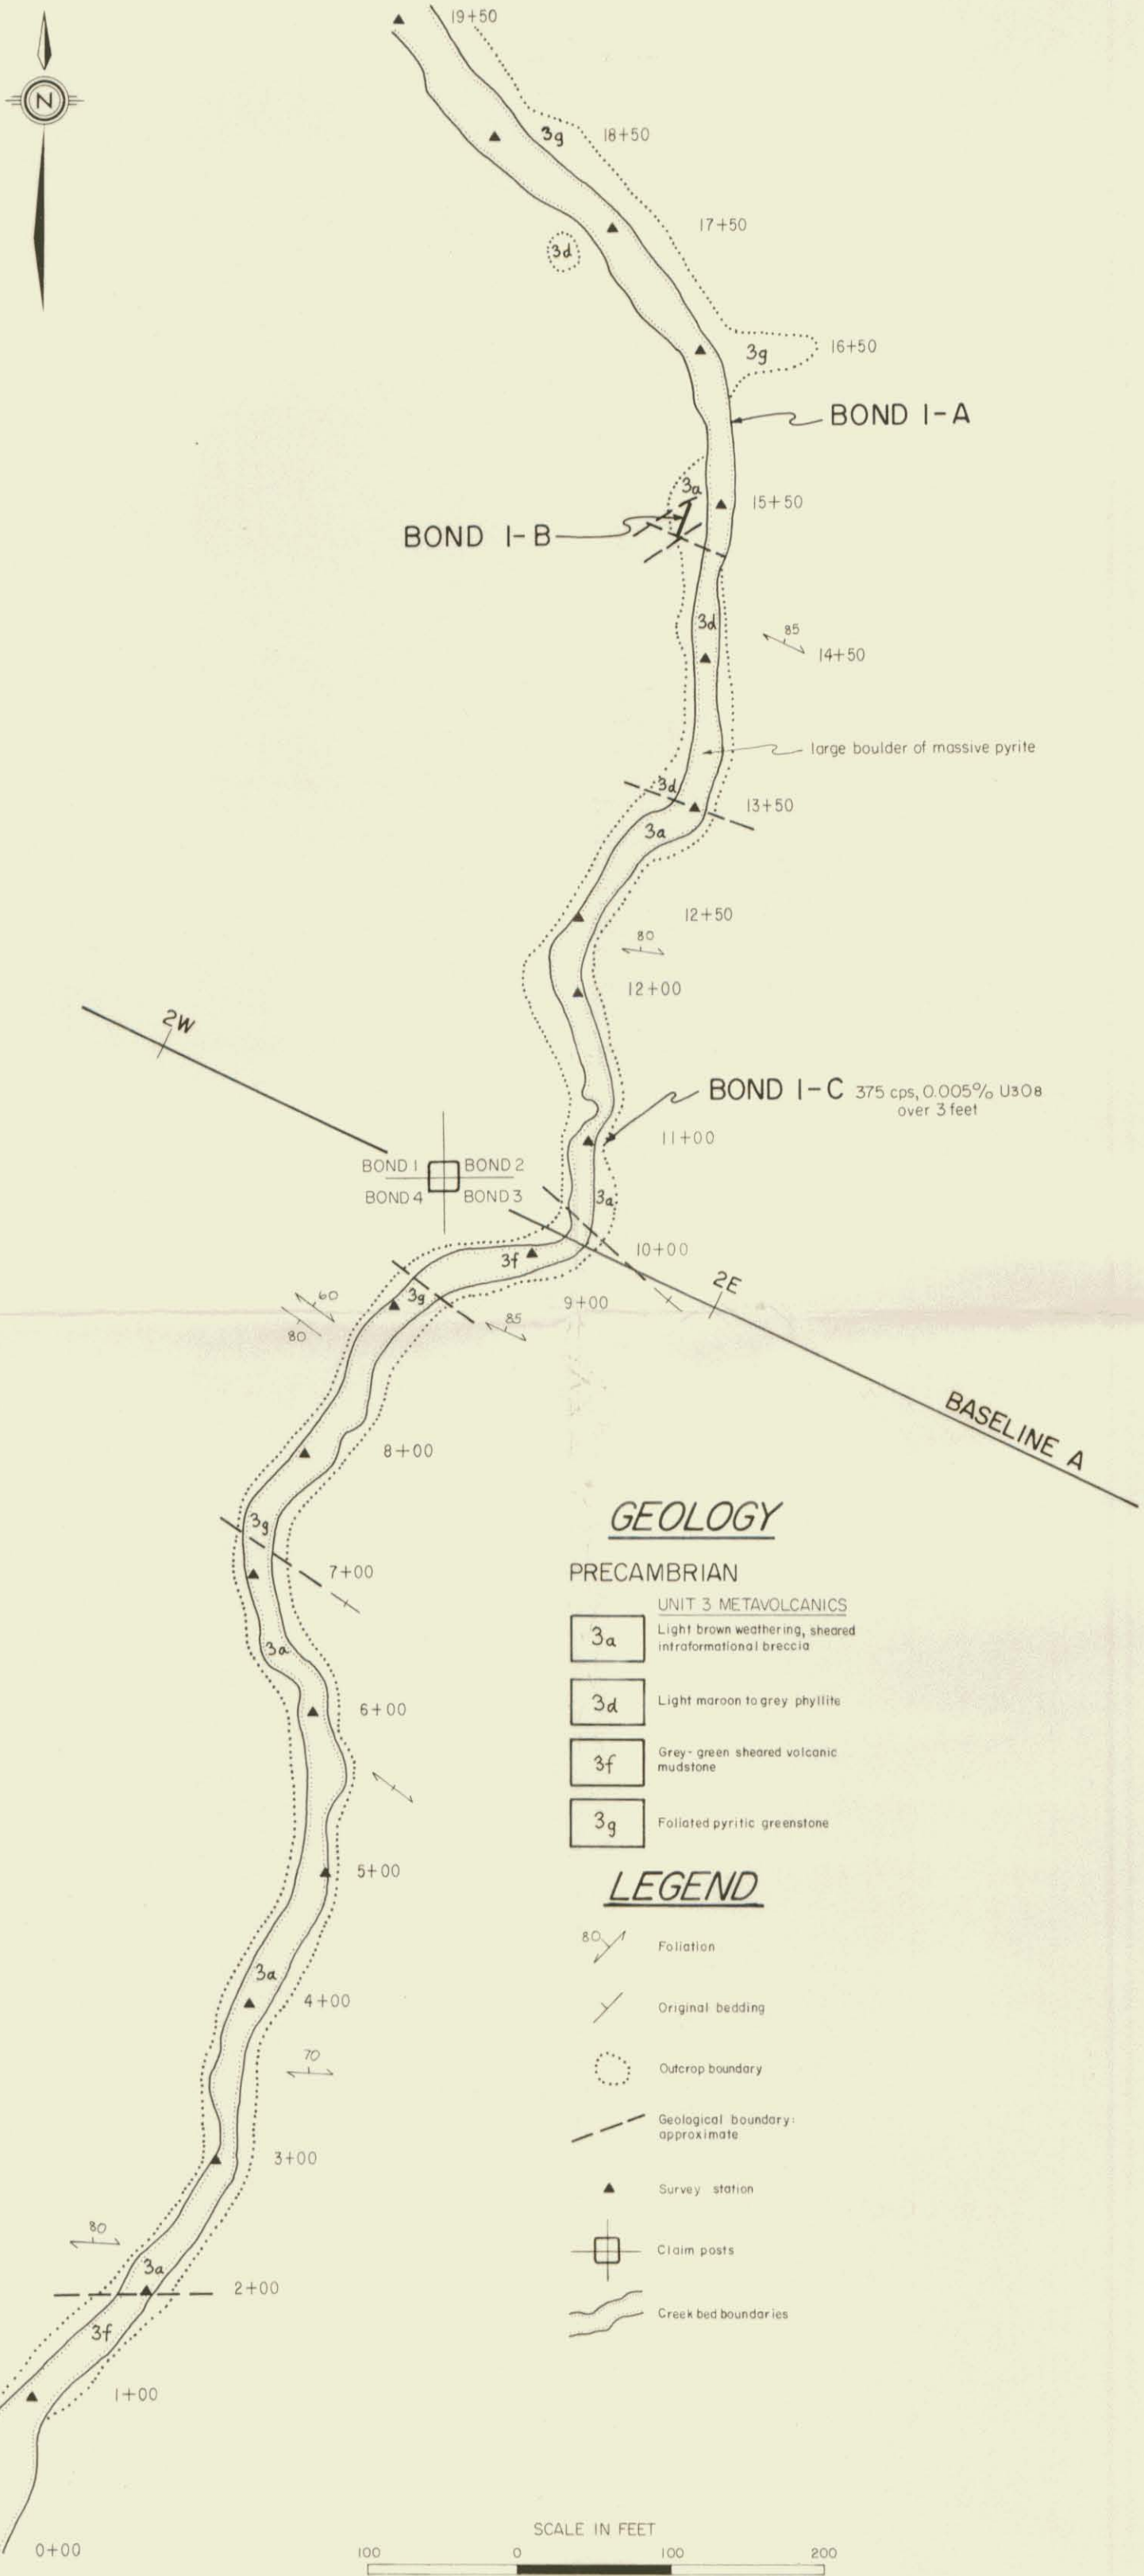 19+50
N
3g
18+50
17+50
3d
3g
16+50
BOND 1-A
3a
15+50
BOND 1-B
3d
85
14+50
large boulder of massive pyrite
3d
13+50
3a
12+50
80
12+00
2W
BOND 1-C 375 cps, 0.005% U3O8
over 3 feet
11+00
BOND 1
BOND 2
BOND 4
BOND 3
3a
10+00
3f
2E
3g
60
9+00
80
85
BASELINE A
8+00
3g
7+00
3a
6+00
5+00
3a
4+00
70
3+00
80
3a
2+00
3f
1+00
0+00
GEOLOGY
PRECAMBRIAN
UNIT 3 METAVOLCANICS
3a
Light brown weathering, sheared
intraformational breccia
3d
Light maroon to grey phyllite
3f
Grey-green sheared volcanic
mudstone
3g
Foliated pyritic greenstone
LEGEND
80
Foliation
Original bedding
Outcrop boundary
Geological boundary:
approximate
Survey station
Claim posts
Creek bed boundaries
SCALE IN FEET
100 0 100 200